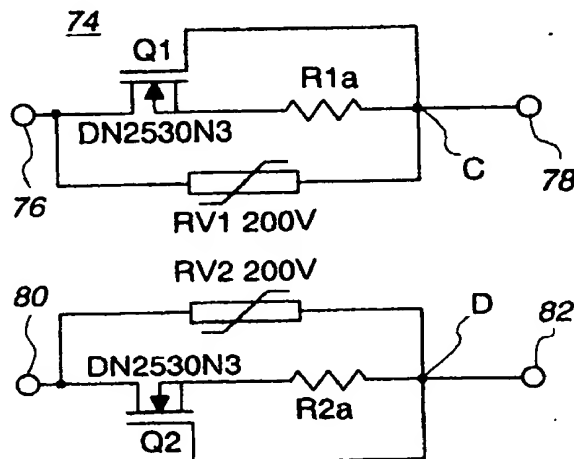 74
Q1
R1a
DN2530N3
76
C
78
RV1 200V
RV2 200V
80
D
82
DN2530N3
R2a
Q2